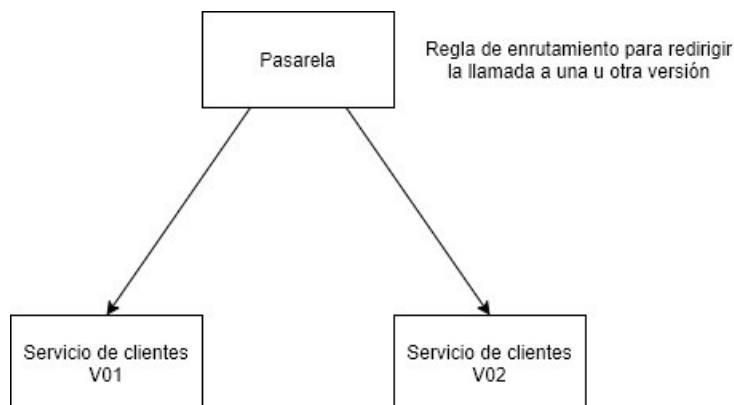 Pasarela
Regla de enrutamiento para redirigir
la llamada a una u otra versión
Servicio de clientes
V01
Servicio de clientes
V02